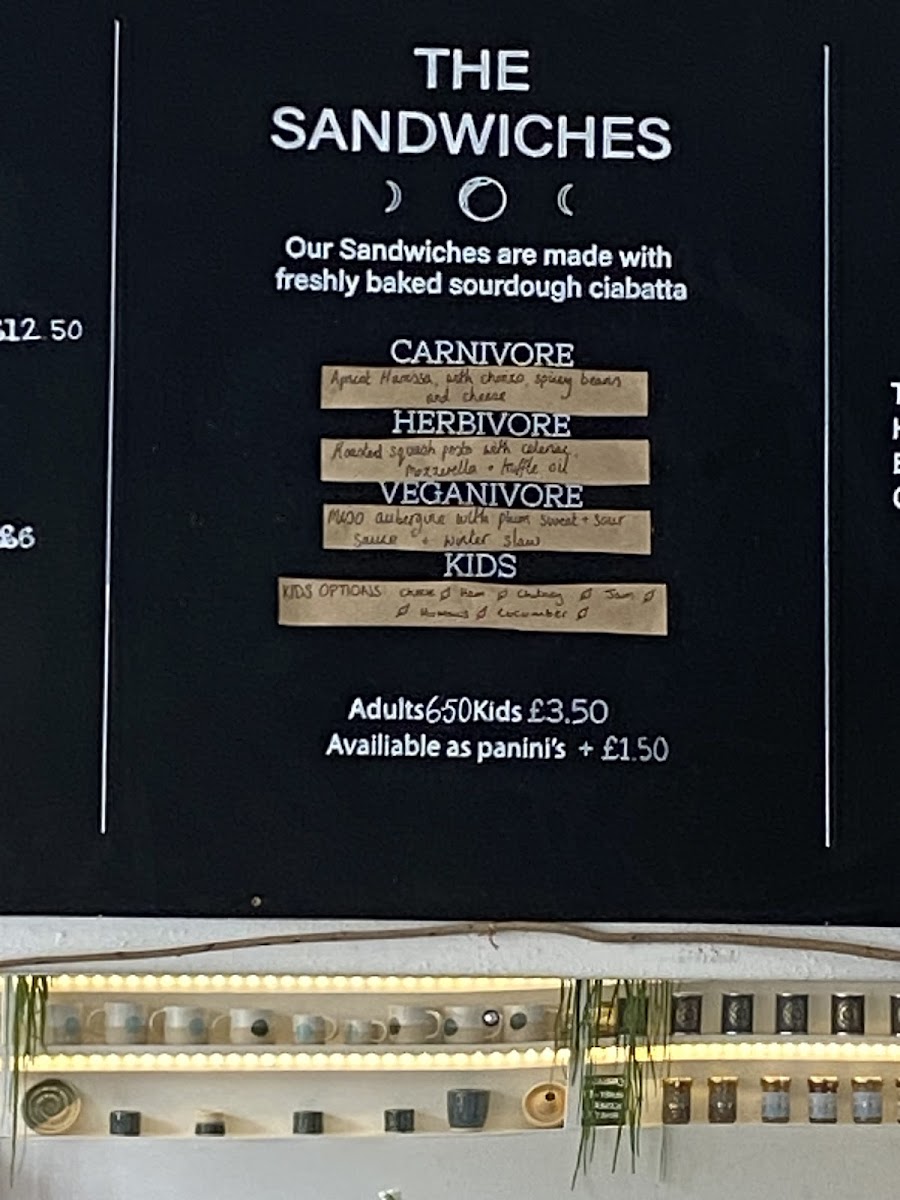 THE
SANDWICHES
Our Sandwiches are made with
freshly baked sourdough ciabatta
£12.50
£6
CARNIVORE
Apricot Harissa, with chorizo, spicey beans
and cheese
HERBIVORE
Roasted squash pesto with celeriac,
mozzerella + truffle oil
VEGANIVORE
Miso aubergine with plum sweet + sour
sauce + winter slaw
KIDS
KIDS OPTIONS Cheese Ham Chutney Jam
Hummus Cucumber
Adults 650 Kids £3.50
Availiable as panini's + £1.50